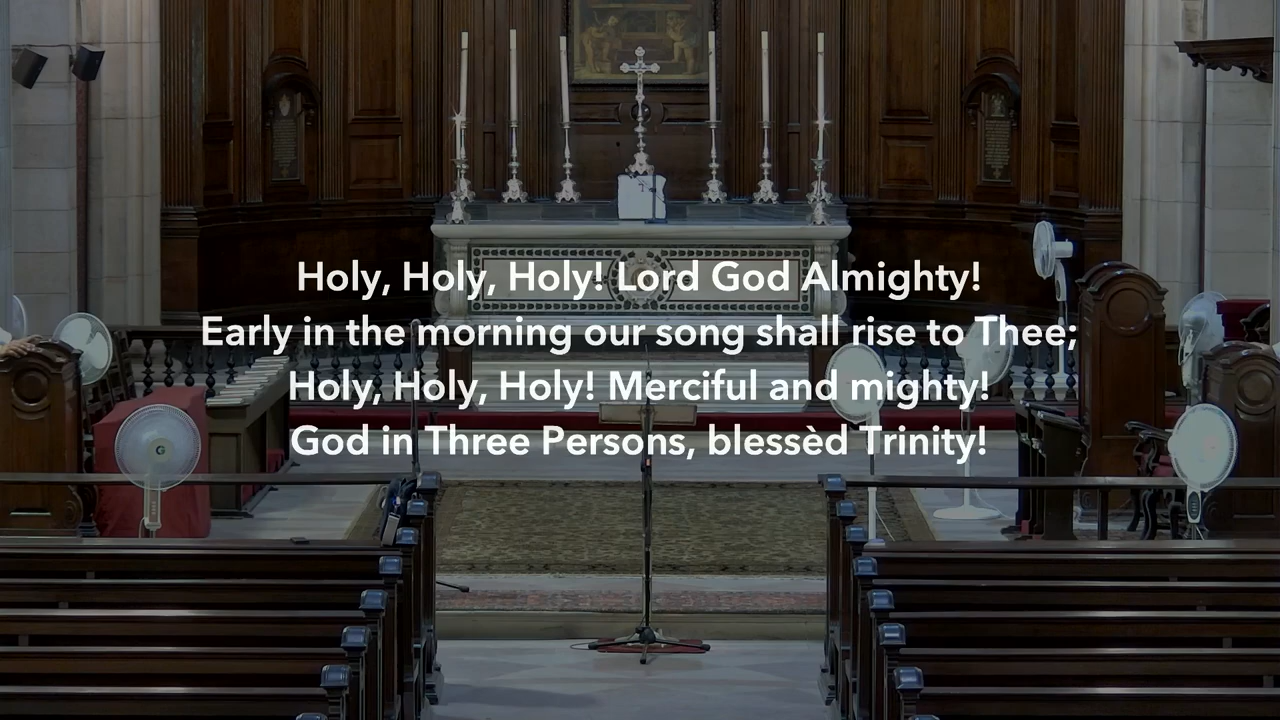 Holy, Holy, Holy! Lord God Almighty!
Early in the morning our song shall rise to Thee;
Holy, Holy, Holy! Merciful and mighty!
God in Three Persons, blessèd Trinity!